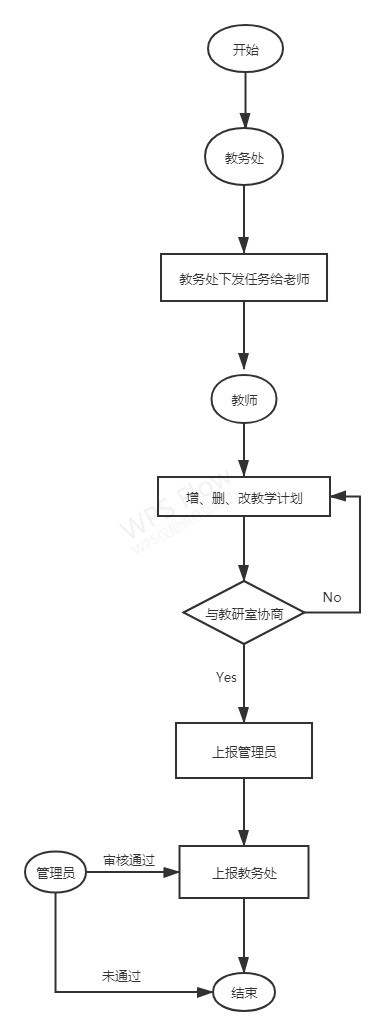 开始
教务处
教务处下发任务给老师
教师
增、删、改教学计划
WPS Flow
与教研室协商
No
Yes
上报管理员
管理员
审核通过
上报教务处
未通过
结束